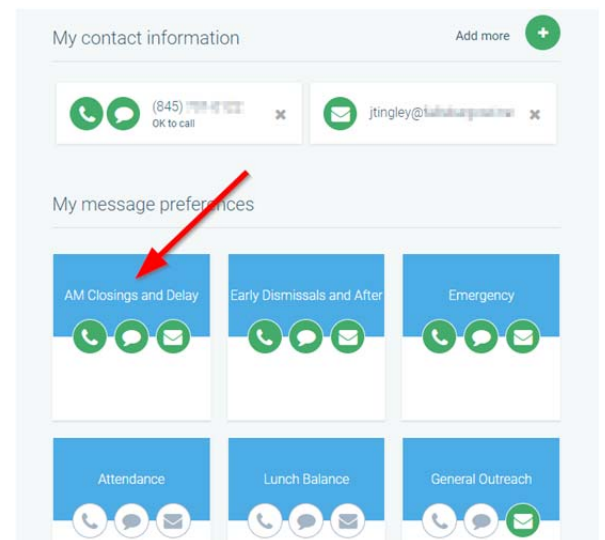 My contact information
Add more
(845)
OK to call
jtingley@
My message preferences
AM Closings and Delay
Early Dismissals and After
Emergency
Attendance
Lunch Balance
General Outreach